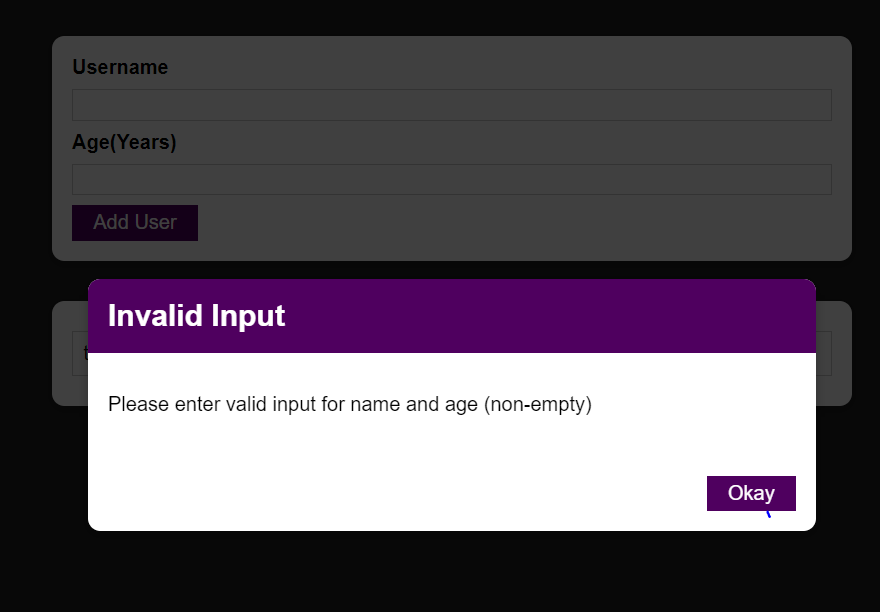 Username
Age(Years)
Add User
Invalid Input
Please enter valid input for name and age (non-empty)
Okay